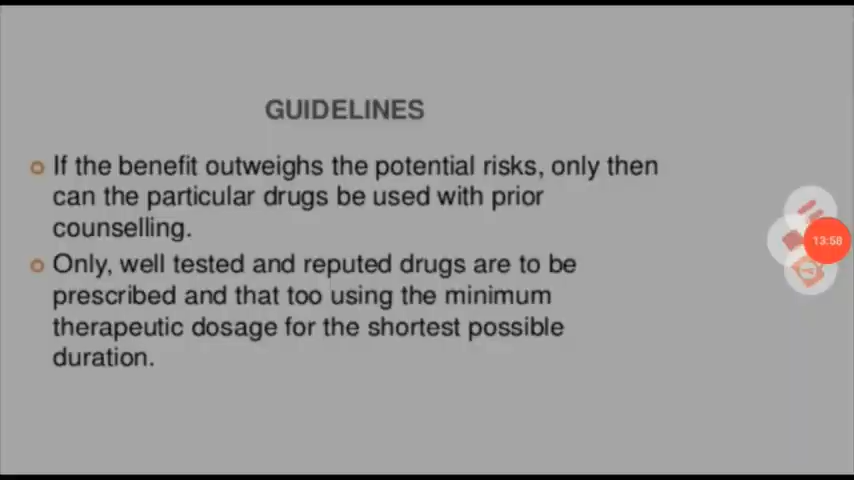 GUIDELINES
If the benefit outweighs the potential risks, only then
can the particular drugs be used with prior
counselling.
Only, well tested and reputed drugs are to be
prescribed and that too using the minimum
therapeutic dosage for the shortest possible
duration.
13:58